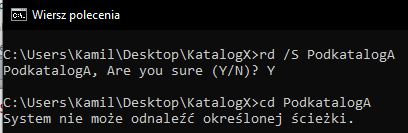 Wiersz polecenia
C:\Users\Kamil\Desktop\KatalogX>rd /S PodkatalogA
PodkatalogA, Are you sure (Y/N)? Y
C:\Users\Kamil\Desktop\KatalogX>cd PodkatalogA
System nie może odnaleźć określonej ścieżki.